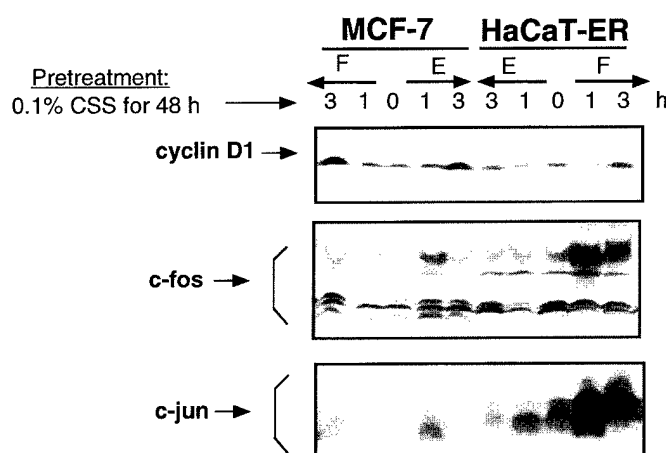 MCF-7 HaCaT-ER
Pretreatment: F E E F
0.1% CSS for 48 h 3 1 0 1 3 3 1 0 1 3 h
cyclin D1
c-fos
c-jun